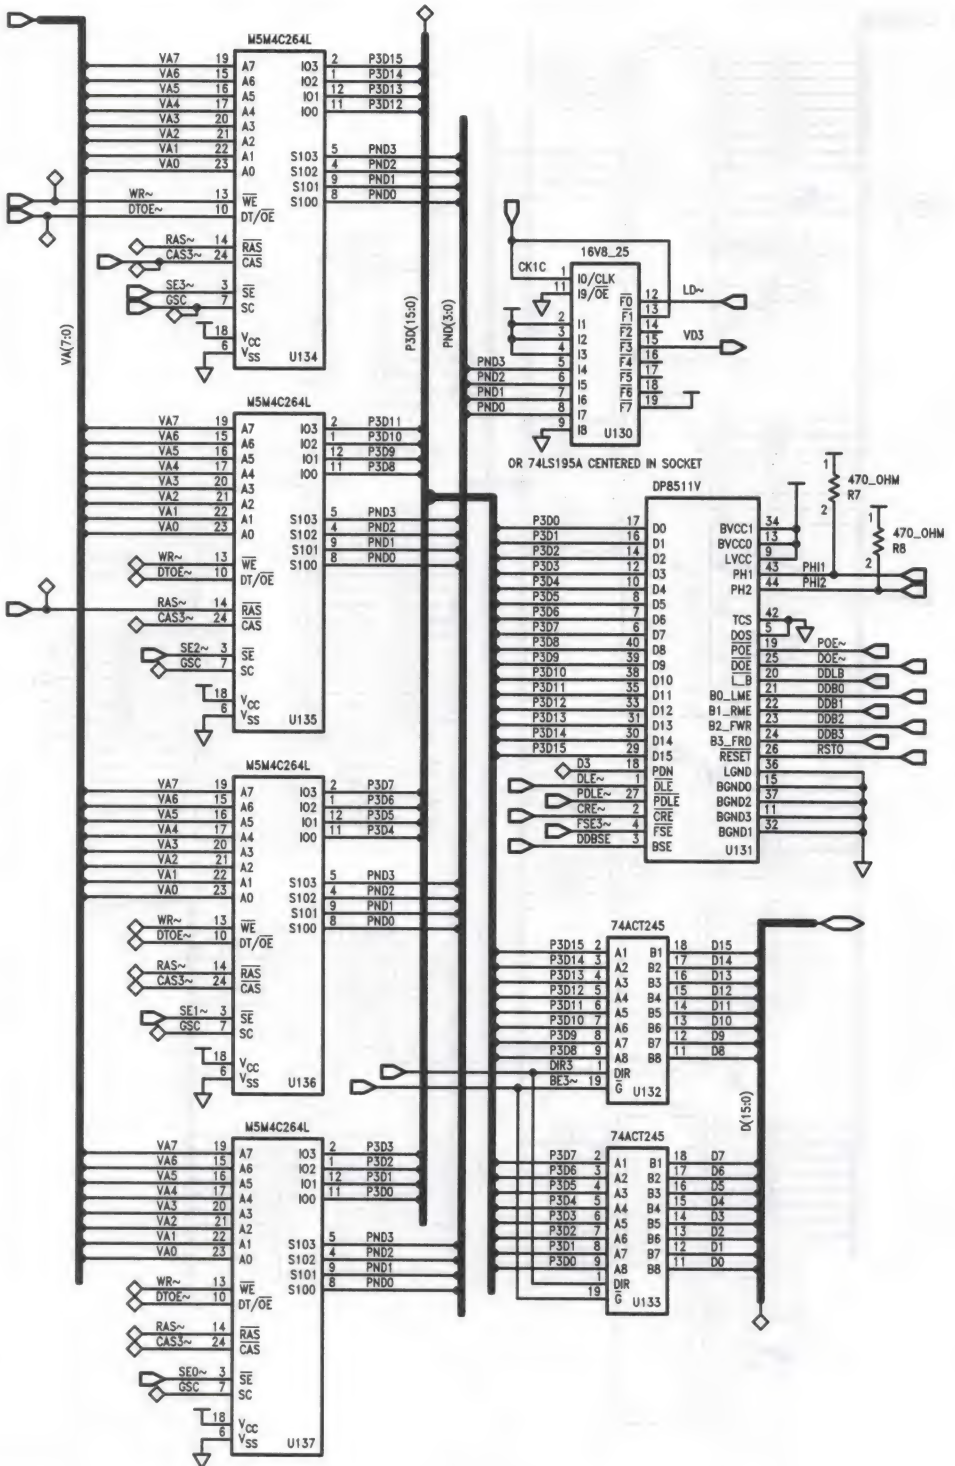 M5M4C264L
VA7 19 A7 IO3 2 P3D15
VA6 15 A6 IO2 1 P3D14
VA5 16 A5 IO1 12 P3D13
VA4 17 A4 IO0 11 P3D12
VA3 20 A3
VA2 21 A2
VA1 22 A1 S103 5 PND3
VA0 23 A0 S102 4 PND2
S101 9 PND1
WR~ 13 WE S100 8 PND0
DTOE~ 10 DT/OE
RAS~ 14 RAS
CAS3~ 24 CAS
SE3~ 3 SE
GSC 7 SC
18 VCC
6 VSS U134
VA(7:0)
P3D(15:0)
PND(3:0)
M5M4C264L
VA7 19 A7 IO3 2 P3D11
VA6 15 A6 IO2 1 P3D10
VA5 16 A5 IO1 12 P3D9
VA4 17 A4 IO0 11 P3D8
VA3 20 A3
VA2 21 A2
VA1 22 A1 S103 5 PND3
VA0 23 A0 S102 4 PND2
S101 9 PND1
WR~ 13 WE S100 8 PND0
DTOE~ 10 DT/OE
RAS~ 14 RAS
CAS3~ 24 CAS
SE2~ 3 SE
GSC 7 SC
18 VCC
6 VSS U135
M5M4C264L
VA7 19 A7 IO3 2 P3D7
VA6 15 A6 IO2 1 P3D6
VA5 16 A5 IO1 12 P3D5
VA4 17 A4 IO0 11 P3D4
VA3 20 A3
VA2 21 A2
VA1 22 A1 S103 5 PND3
VA0 23 A0 S102 4 PND2
S101 9 PND1
WR~ 13 WE S100 8 PND0
DTOE~ 10 DT/OE
RAS~ 14 RAS
CAS3~ 24 CAS
SE1~ 3 SE
GSC 7 SC
18 VCC
6 VSS U136
M5M4C264L
VA7 19 A7 IO3 2 P3D3
VA6 15 A6 IO2 1 P3D2
VA5 16 A5 IO1 12 P3D1
VA4 17 A4 IO0 11 P3D0
VA3 20 A3
VA2 21 A2
VA1 22 A1 S103 5 PND3
VA0 23 A0 S102 4 PND2
S101 9 PND1
WR~ 13 WE S100 8 PND0
DTOE~ 10 DT/OE
RAS~ 14 RAS
CAS3~ 24 CAS
SE0~ 3 SE
GSC 7 SC
18 VCC
6 VSS U137
16V8_25
CK1C 1 I0/CLK
11 I9/OE F0 12 LD~
F1 13
2 I1 F2 14
3 I2 F3 15 VD3
4 I3 F4 16
PND3 5 I4 F5 17
PND2 6 I5 F6 18
PND1 7 I6 F7 19
PND0 8 I7
9 I8 U130
OR 74LS195A CENTERED IN SOCKET
1 470_OHM
2 R7
1 470_OHM
2 R8
DP8511V
P3D0 17 D0 BVCC1 34
P3D1 16 D1 BVCC0 13
P3D2 14 D2 LVCC 9
P3D3 12 D3 PH1 43 PHI1
P3D4 10 D4 PH2 44 PHI2
P3D5 8 D5
P3D6 7 D6 TCS 42
P3D7 6 D7 DOS 5
P3D8 40 D8 POE 19 POE~
P3D9 39 D9 DOE 25 DOE~
P3D10 38 D10 L_B 20 DDLB
P3D11 35 D11 B0_LME 21 DDB0
P3D12 33 D12 B1_RME 22 DDB1
P3D13 31 D13 B2_FWR 23 DDB2
P3D14 30 D14 B3_FRD 24 DDB3
P3D15 29 D15 RESET 26 RST0
D3 18 PDN LGND 36
DLE~ 1 DLE BGND0 15
PDLE~ 27 PDLE BGND2 37
CRE~ 2 CRE BGND3 11
FSE3~ 4 FSE BGND1 32
DDBSE 3 BSE U131
74ACT245
P3D15 2 A1 B1 18 D15
P3D14 3 A2 B2 17 D14
P3D13 4 A3 B3 16 D13
P3D12 5 A4 B4 15 D12
P3D11 6 A5 B5 14 D11
P3D10 7 A6 B6 13 D10
P3D9 8 A7 B7 12 D9
P3D8 9 A8 B8 11 D8
DIR3 1 DIR
BE3~ 19 G U132
D(15:0)
74ACT245
P3D7 2 A1 B1 18 D7
P3D6 3 A2 B2 17 D6
P3D5 4 A3 B3 16 D5
P3D4 5 A4 B4 15 D4
P3D3 6 A5 B5 14 D3
P3D2 7 A6 B6 13 D2
P3D1 8 A7 B7 12 D1
P3D0 9 A8 B8 11 D0
1 DIR
19 G U133